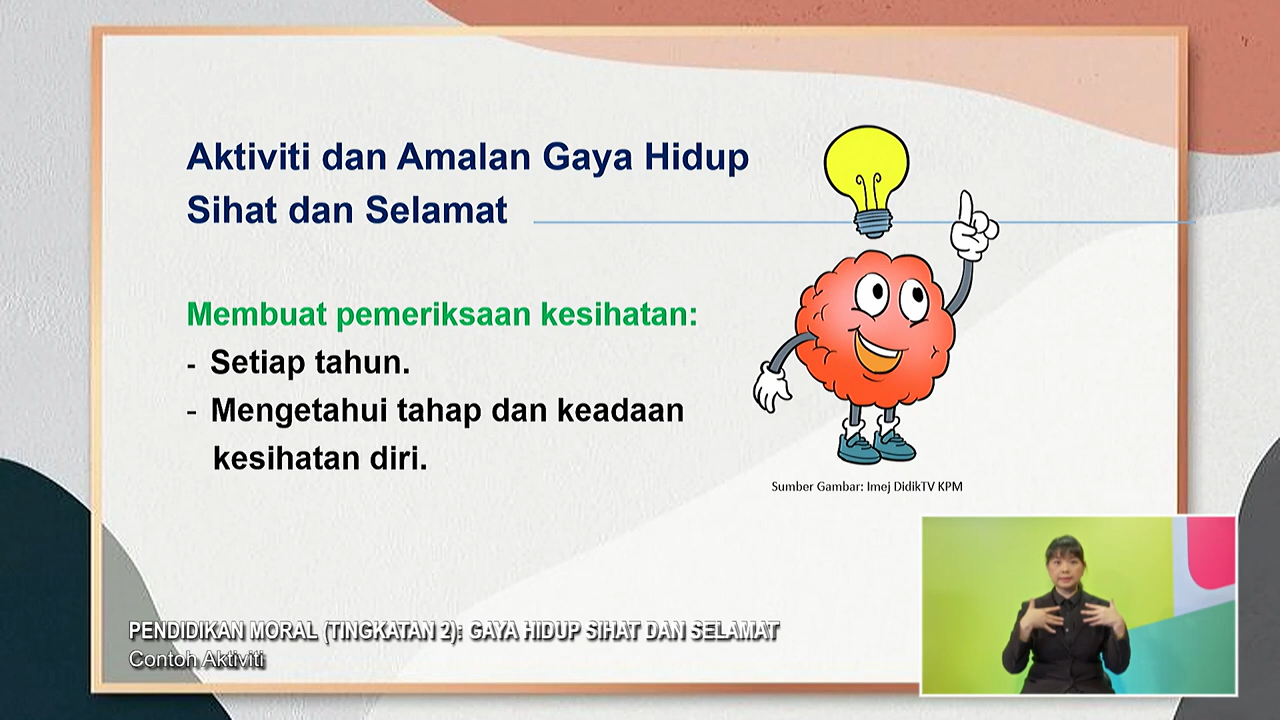 Aktiviti dan Amalan Gaya Hidup
Sihat dan Selamat
Membuat pemeriksaan kesihatan:
- Setiap tahun.
- Mengetahui tahap dan keadaan
kesihatan diri.
Sumber Gambar: Imej DidikTV KPM
PENDIDIKAN MORAL (TINGKATAN 2): GAYA HIDUP SIHAT DAN SELAMAT
Contoh Aktiviti